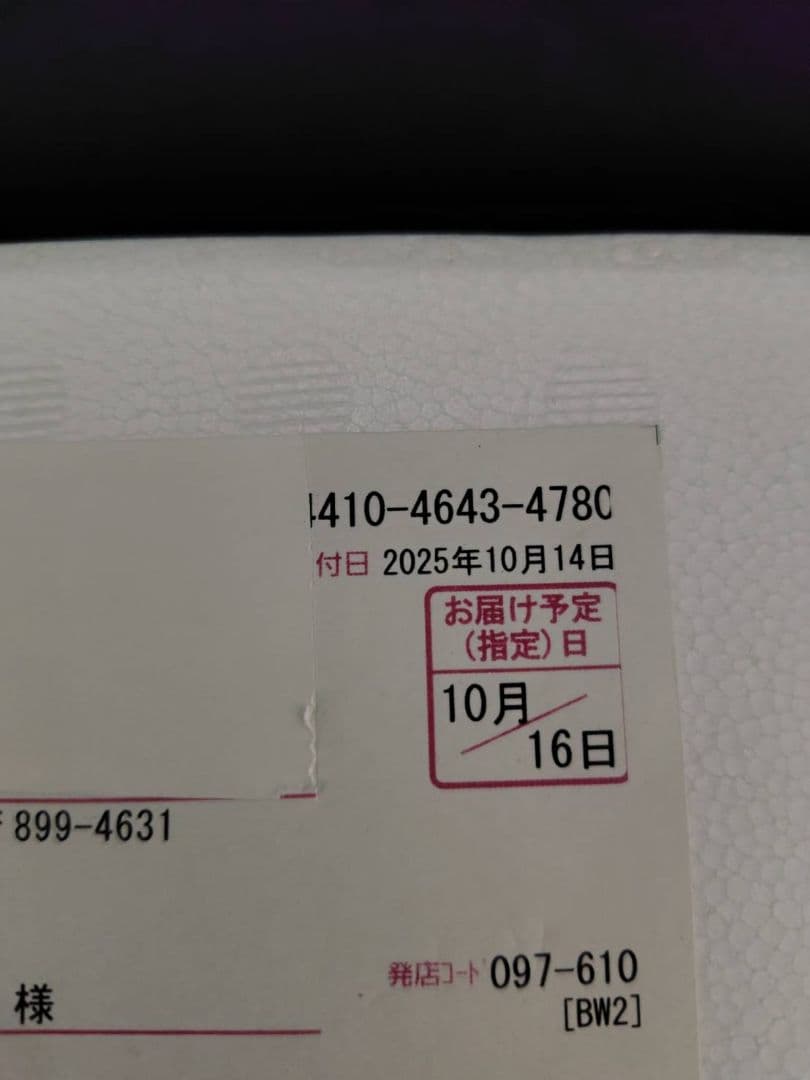 4410-4643-4780
付日 2025年10月14日
お届け予定
(指定)日
10月
16日
〒899-4631
発店コード 097-610
[BW2]
様